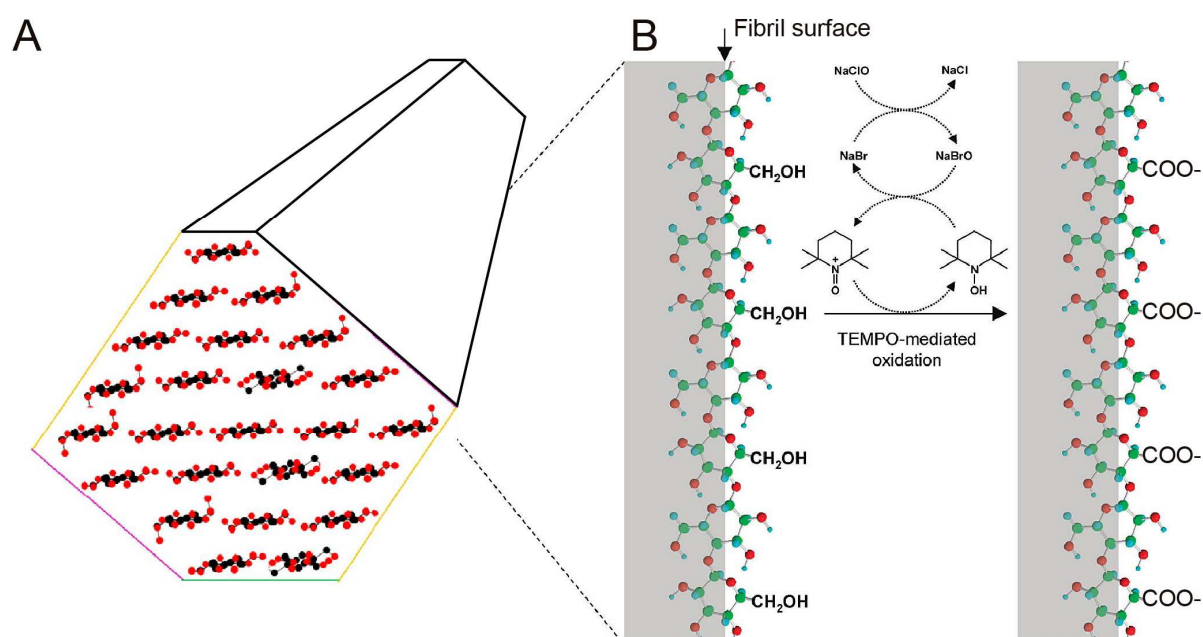 A
B
Fibril surface
NaClO
NaCl
NaBr
NaBrO
CH₂OH
COO-
N
+
O
N
OH
CH₂OH
COO-
TEMPO-mediated
oxidation
CH₂OH
COO-
CH₂OH
COO-